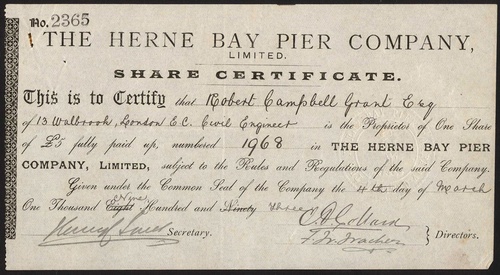 No. 2365
THE HERNE BAY PIER COMPANY,
LIMITED.
SHARE CERTIFICATE.
This is to Certify that Robert Campbell Grant Esq
of 13 Walbrook, London E.C. Civil Engineer is the Proprietor of One Share
of £5 fully paid up, numbered 1968 in THE HERNE BAY PIER
COMPANY, LIMITED, subject to the Rules and Regulations of the said Company.
Given under the Common Seal of the Company the 4th day of March
One Thousand Eight Nine Hundred and Ninety three
Secretary.
Directors.